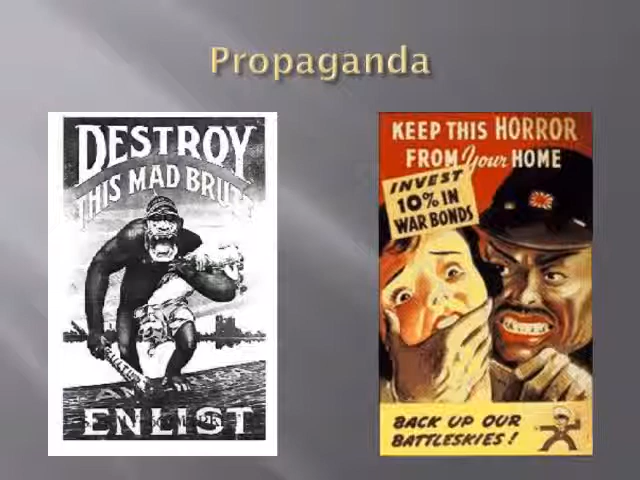 Propaganda
DESTROY
THIS MAD BRUTE
ENLIST
KEEP THIS HORROR
FROM Your HOME
INVEST
10% IN
WAR BONDS
BACK UP OUR
BATTLESKIES!